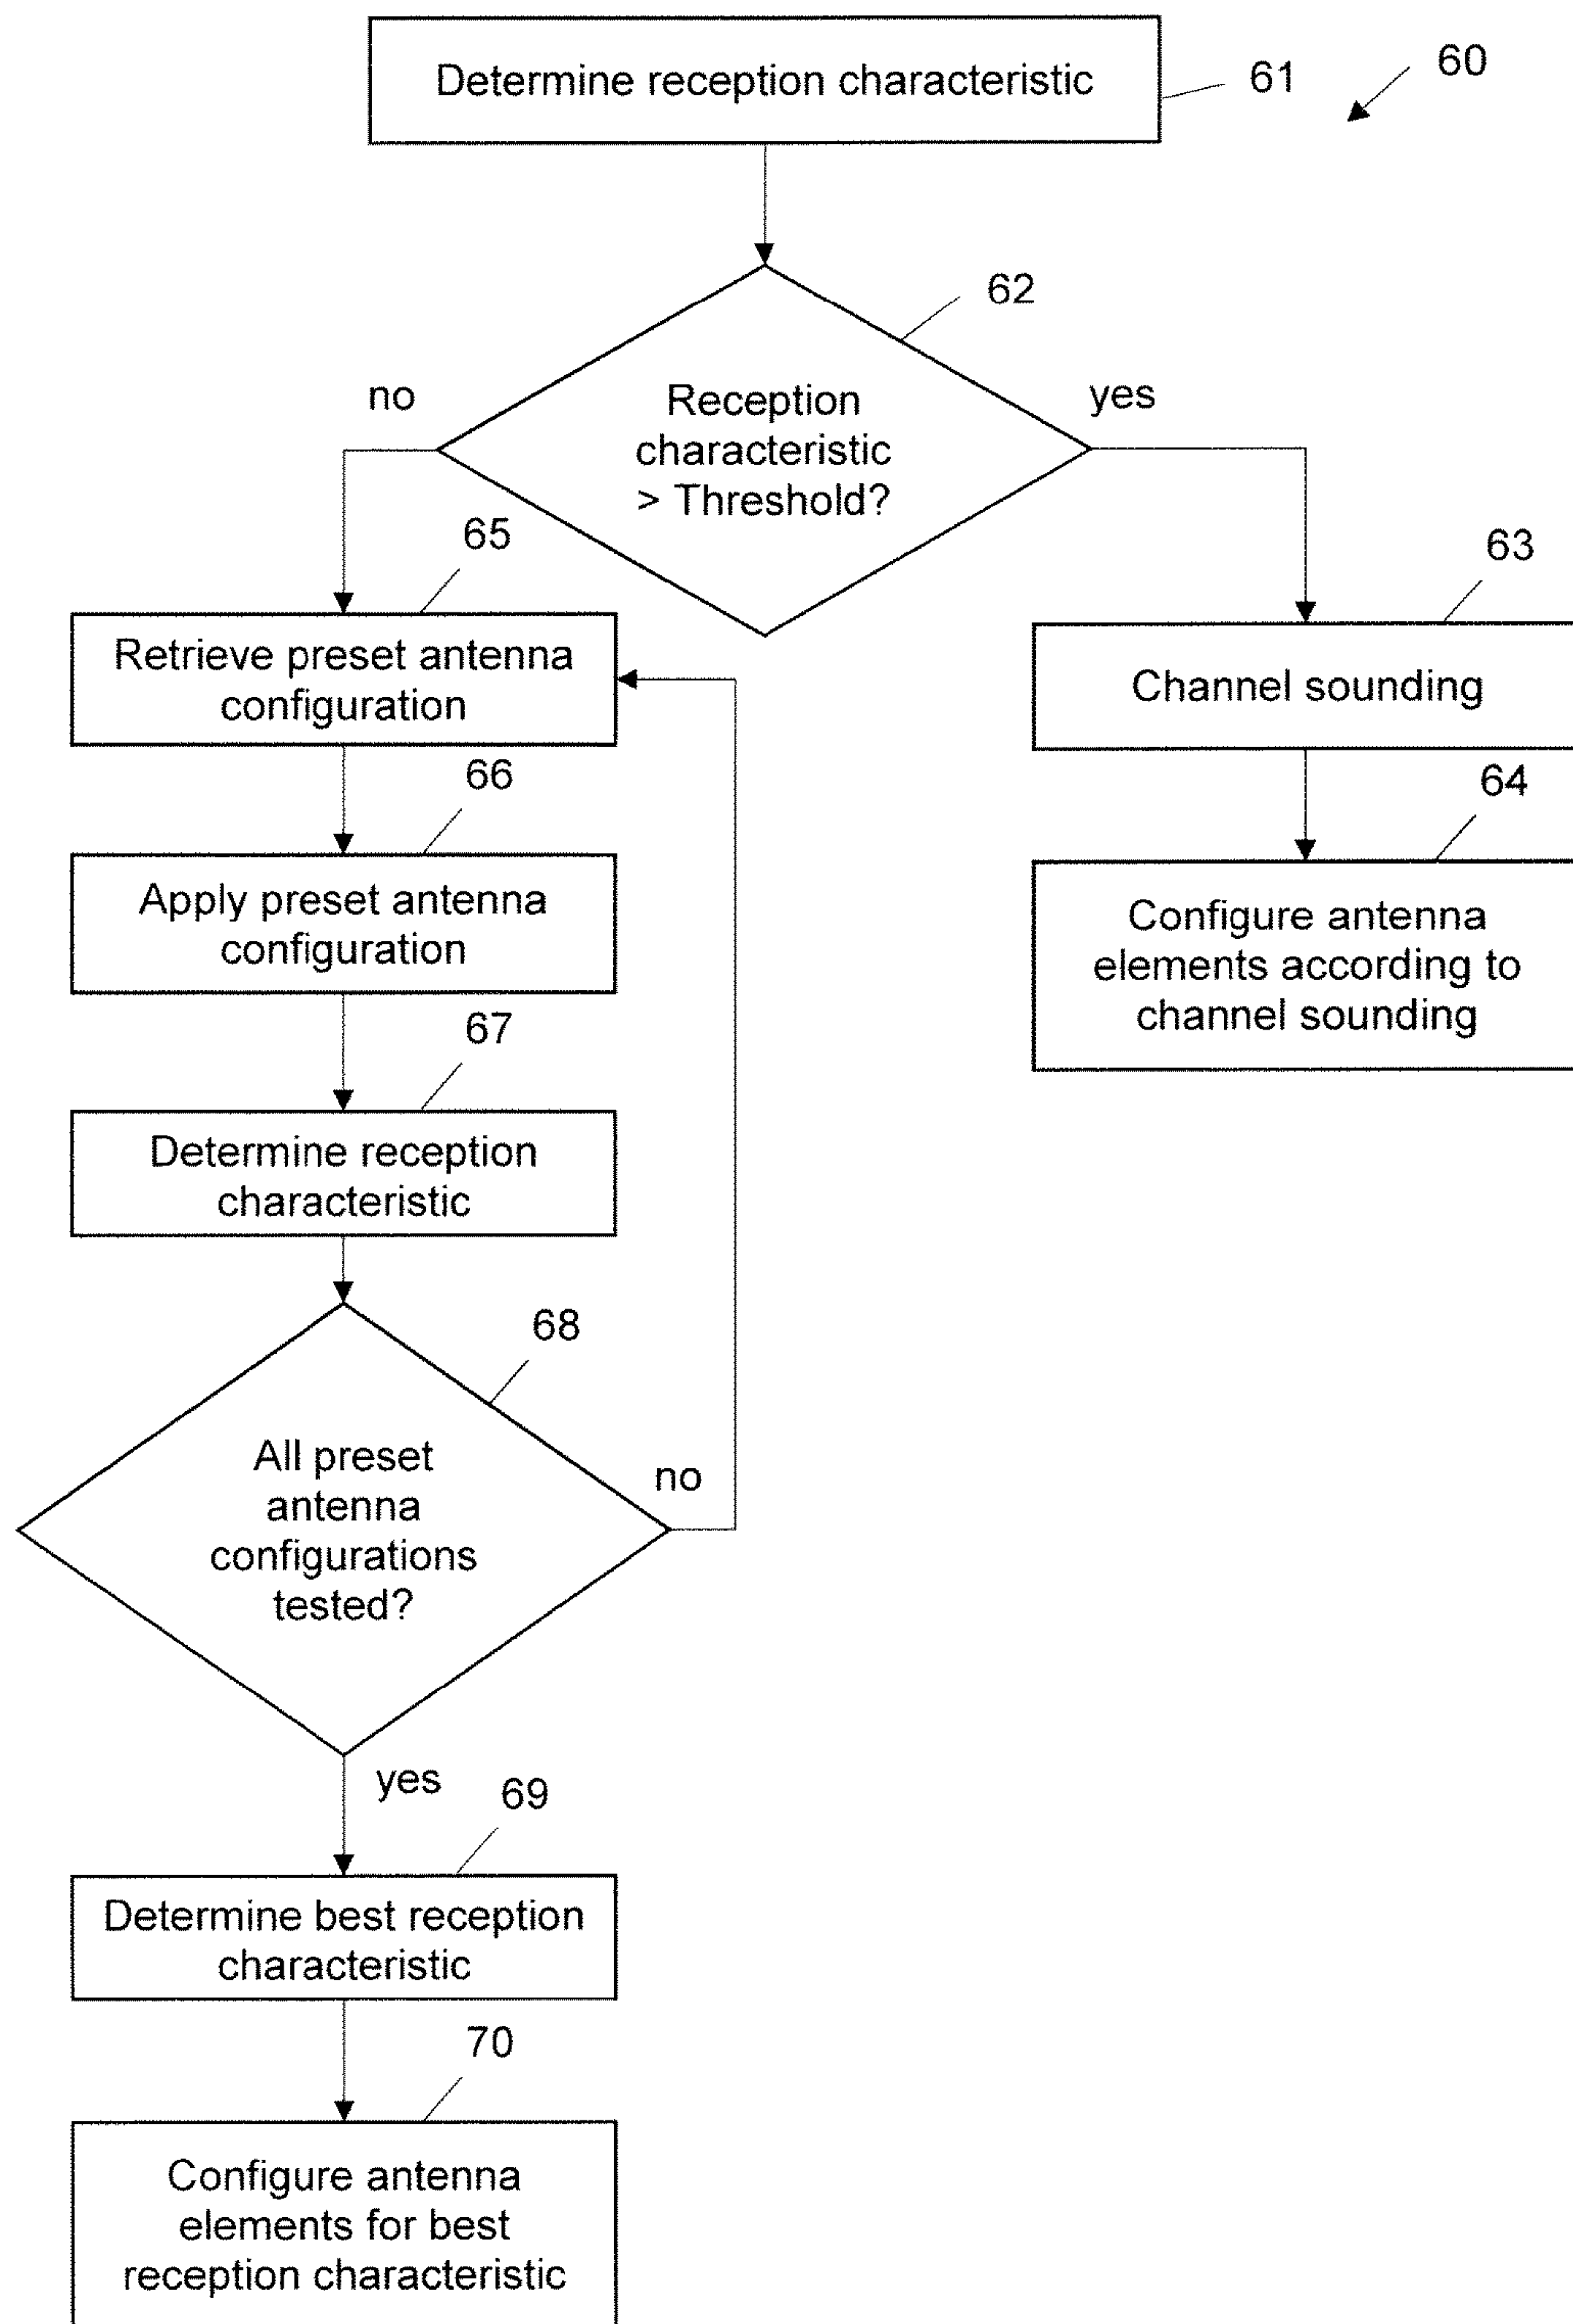 Determine reception characteristic
61
60
62
no
Reception
characteristic
> Threshold?
yes
65
63
Retrieve preset antenna
configuration
Channel sounding
66
64
Apply preset antenna
configuration
Configure antenna
elements according to
channel sounding
67
Determine reception
characteristic
68
All preset
antenna
configurations
tested?
no
yes
69
Determine best reception
characteristic
70
Configure antenna
elements for best
reception characteristic